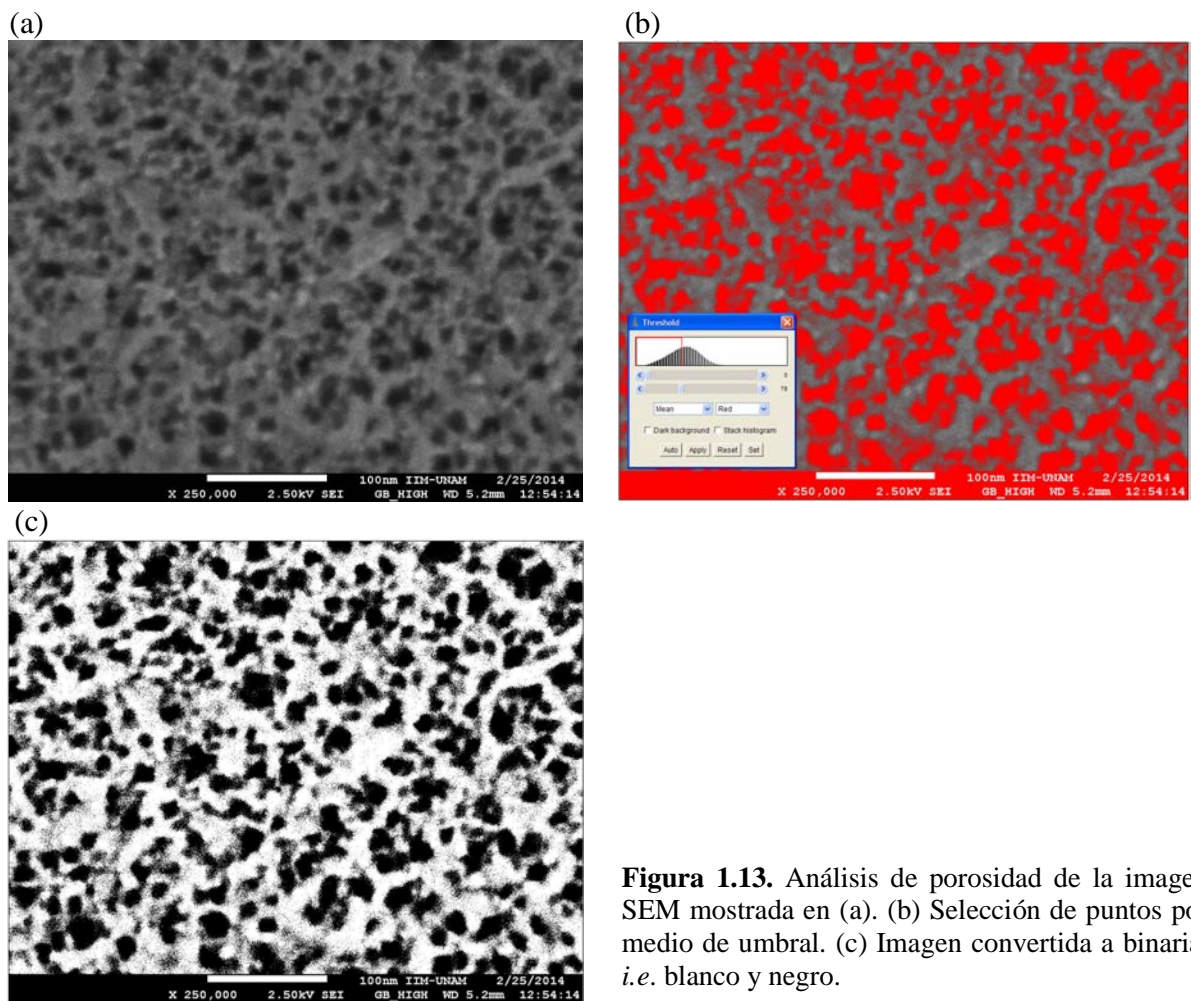 (a)
100nm IIM-UNAM 2/25/2014
X 250,000 2.50kV SEI GB_HIGH WD 5.2mm 12:54:14
(b)
Threshold
0
Mean Red
Dark background Stack histogram
Auto Apply Reset Set
100nm IIM-UNAM 2/25/2014
X 250,000 2.50kV SEI GB_HIGH WD 5.2mm 12:54:14
(c)
100nm IIM-UNAM 2/25/2014
X 250,000 2.50kV SEI GB_HIGH WD 5.2mm 12:54:14
Figura 1.13. Análisis de porosidad de la image
SEM mostrada en (a). (b) Selección de puntos po
medio de umbral. (c) Imagen convertida a binaria
i.e. blanco y negro.